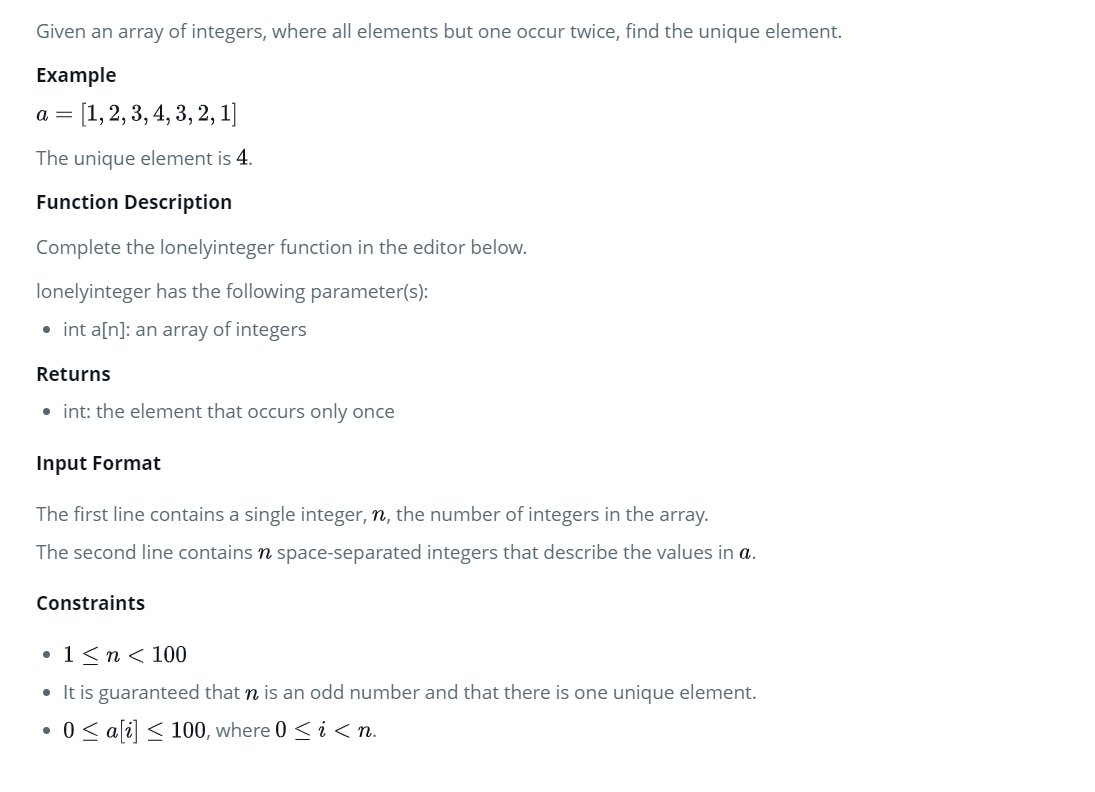 Given an array of integers, where all elements but one occur twice, find the unique element.
Example
a = [1, 2, 3, 4, 3, 2, 1]
The unique element is 4.
Function Description
Complete the lonelyinteger function in the editor below.
lonelyinteger has the following parameter(s):
• int a[n]: an array of integers
Returns
• int: the element that occurs only once
Input Format
The first line contains a single integer, n, the number of integers in the array.
The second line contains n space-separated integers that describe the values in a.
Constraints
• 1 ≤ n < 100
• It is guaranteed that n is an odd number and that there is one unique element.
• 0 ≤ a[i] ≤ 100, where 0 ≤ i < n.